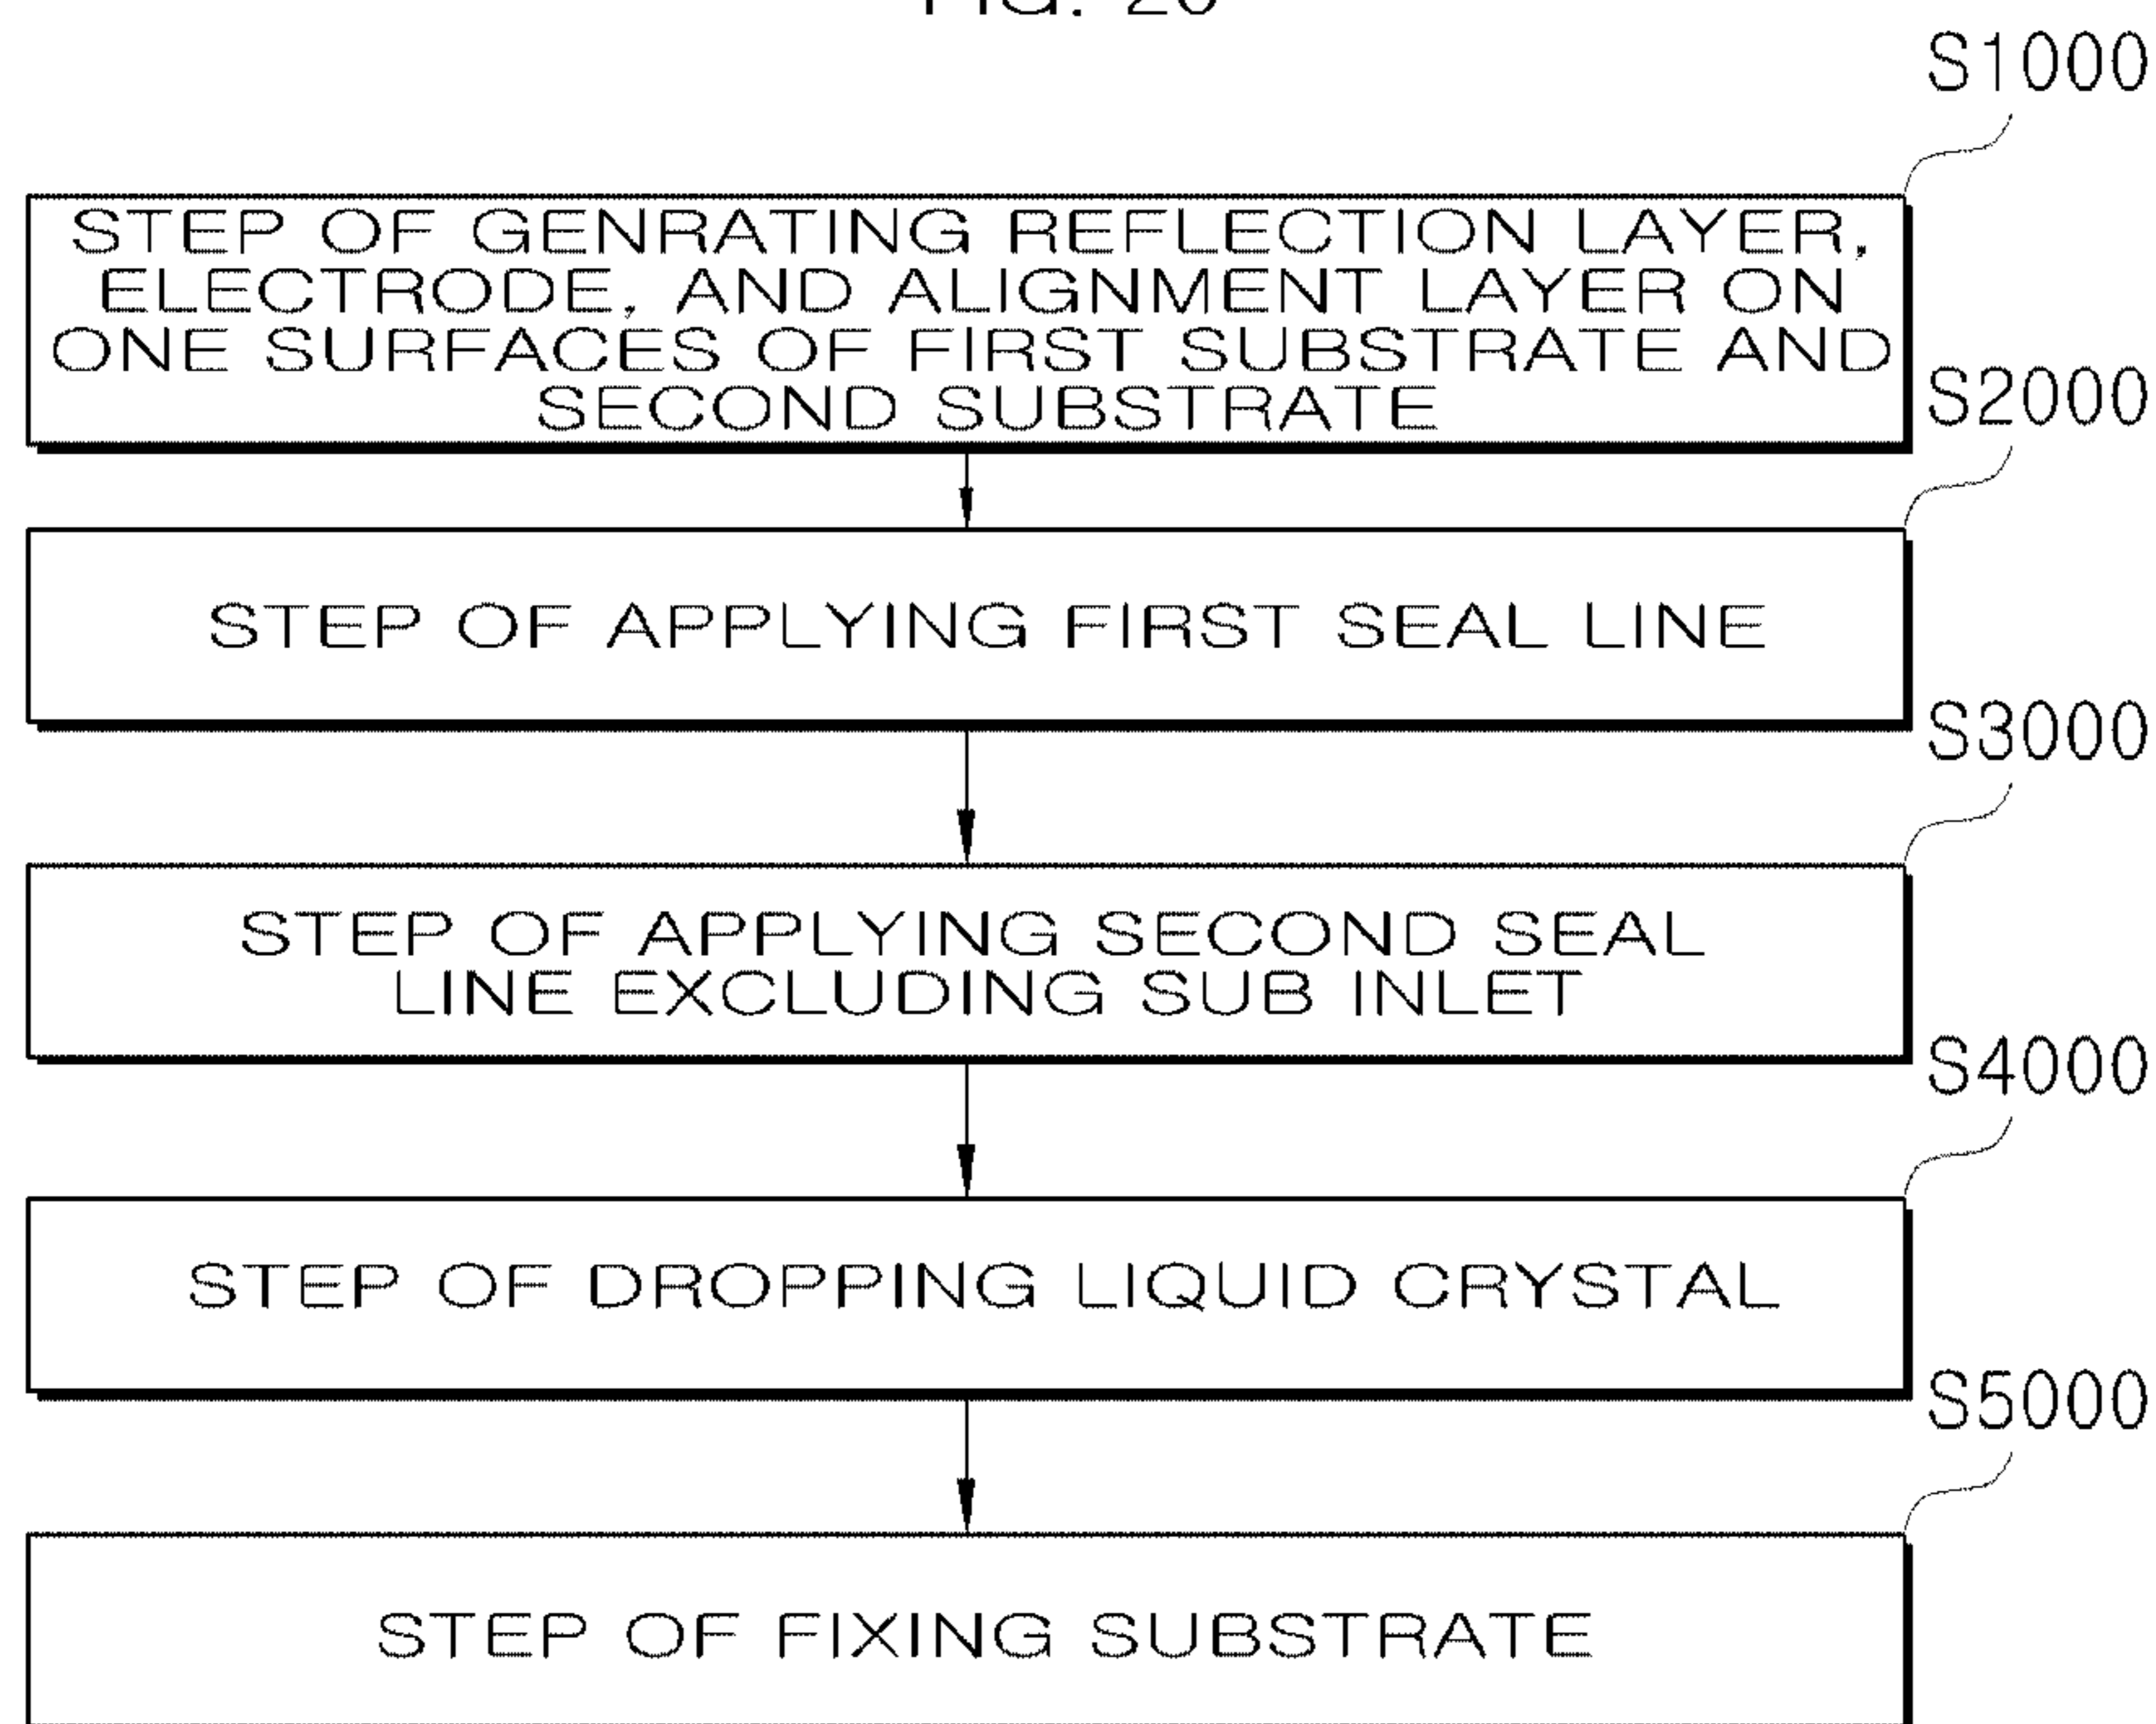 S1000
STEP OF GENRATING REFLECTION LAYER,
ELECTRODE, AND ALIGNMENT LAYER ON
ONE SURFACES OF FIRST SUBSTRATE AND
SECOND SUBSTRATE
S2000
STEP OF APPLYING FIRST SEAL LINE
S3000
STEP OF APPLYING SECOND SEAL
LINE EXCLUDING SUB INLET
S4000
STEP OF DROPPING LIQUID CRYSTAL
S5000
STEP OF FIXING SUBSTRATE